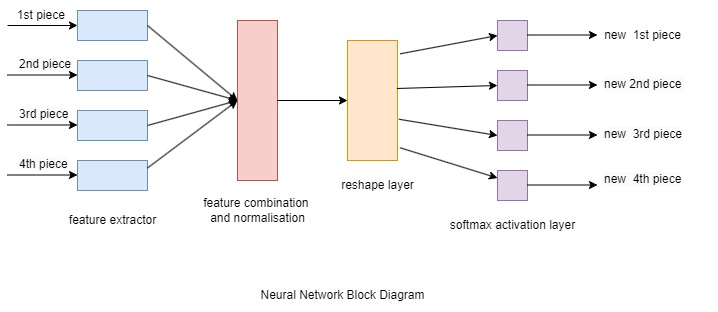 1st piece
2nd piece
3rd piece
4th piece
feature extractor
feature combination
and normalisation
reshape layer
new 1st piece
new 2nd piece
new 3rd piece
new 4th piece
softmax activation layer
Neural Network Block Diagram